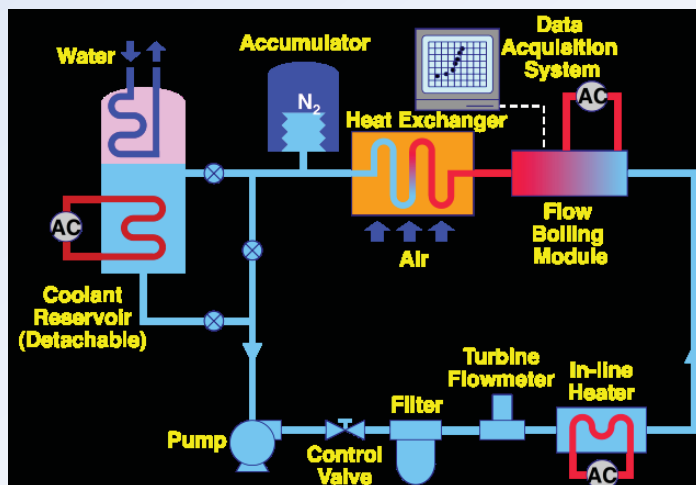 Water
Accumulator
Data
Acquisition
System
N2
AC
Heat Exchanger
AC
Flow
Boiling
Module
Air
Coolant
Reservoir
(Detachable)
Turbine
Flowmeter
In-line
Heater
Filter
Pump
Control
Valve
AC